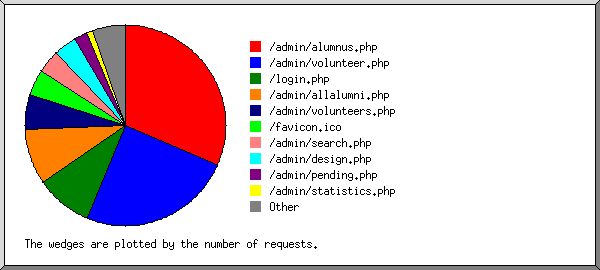 /admin/alumnus.php
/admin/volunteer.php
/login.php
/admin/allalumni.php
/admin/volunteers.php
/favicon.ico
/admin/search.php
/admin/design.php
/admin/pending.php
/admin/statistics.php
Other
The wedges are plotted by the number of requests.